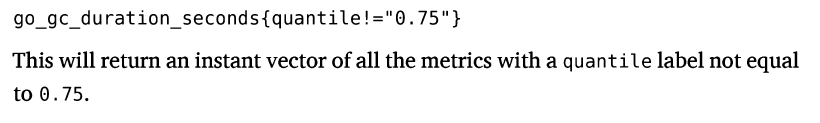 go_gc_duration_seconds{quantile!="0.75"}
This will return an instant vector of all the metrics with a quantile label not equal
to 0.75.